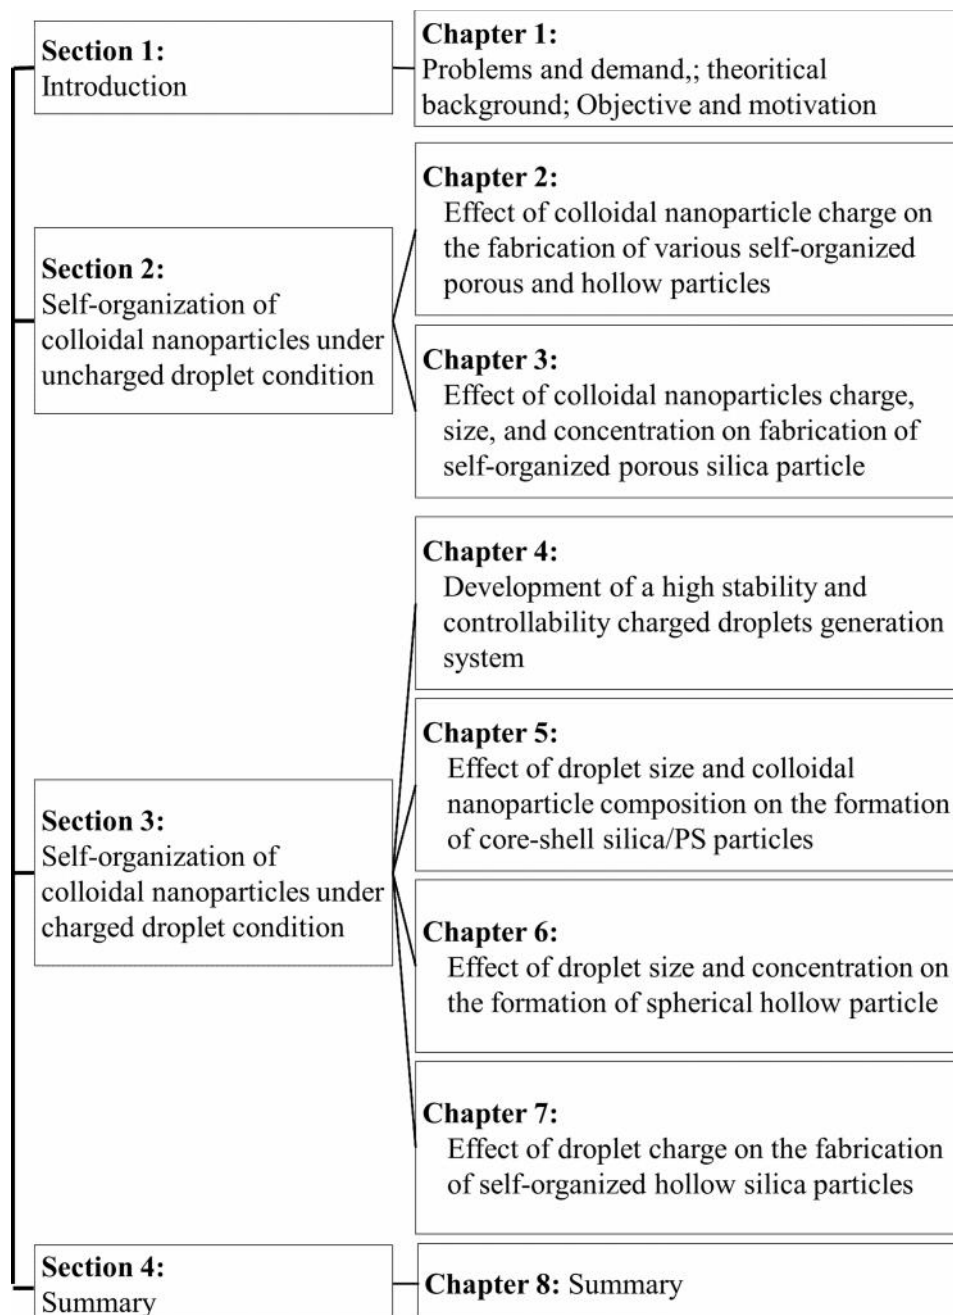 Section 1:
Introduction
Chapter 1:
Problems and demand,; theoritical
background; Objective and motivation
Section 2:
Self-organization of
colloidal nanoparticles under
uncharged droplet condition
Chapter 2:
Effect of colloidal nanoparticle charge on
the fabrication of various self-organized
porous and hollow particles
Chapter 3:
Effect of colloidal nanoparticles charge,
size, and concentration on fabrication of
self-organized porous silica particle
Section 3:
Self-organization of
colloidal nanoparticles under
charged droplet condition
Chapter 4:
Development of a high stability and
controllability charged droplets generation
system
Chapter 5:
Effect of droplet size and colloidal
nanoparticle composition on the formation
of core-shell silica/PS particles
Chapter 6:
Effect of droplet size and concentration on
the formation of spherical hollow particle
Chapter 7:
Effect of droplet charge on the fabrication
of self-organized hollow silica particles
Section 4:
Summary
Chapter 8: Summary